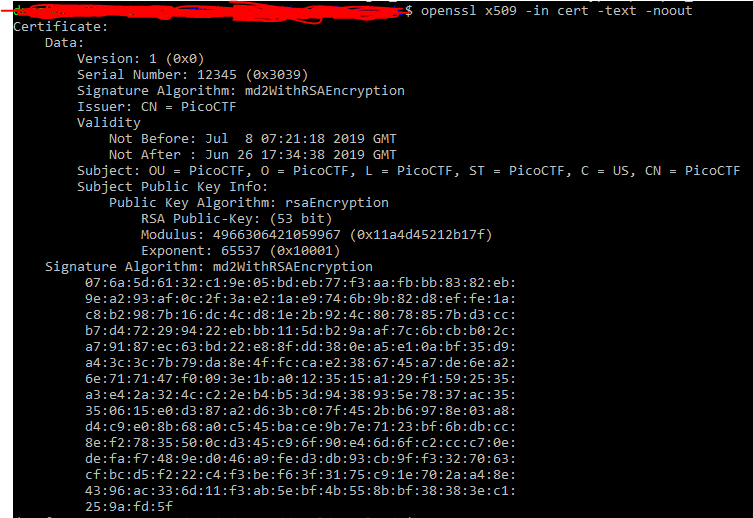 $ openssl x509 -in cert -text -noout
Certificate:
    Data:
        Version: 1 (0x0)
        Serial Number: 12345 (0x3039)
        Signature Algorithm: md2WithRSAEncryption
        Issuer: CN = PicoCTF
        Validity
            Not Before: Jul  8 07:21:18 2019 GMT
            Not After : Jun 26 17:34:38 2019 GMT
        Subject: OU = PicoCTF, O = PicoCTF, L = PicoCTF, ST = PicoCTF, C = US, CN = PicoCTF
        Subject Public Key Info:
            Public Key Algorithm: rsaEncryption
                RSA Public-Key: (53 bit)
                Modulus: 4966306421059967 (0x11a4d45212b17f)
                Exponent: 65537 (0x10001)
    Signature Algorithm: md2WithRSAEncryption
         07:6a:5d:61:32:c1:9e:05:bd:eb:77:f3:aa:fb:bb:83:82:eb:
         9e:a2:93:af:0c:2f:3a:e2:1a:e9:74:6b:9b:82:d8:ef:fe:1a:
         c8:b2:98:7b:16:dc:4c:d8:1e:2b:92:4c:80:78:85:7b:d3:cc:
         b7:d4:72:29:94:22:eb:bb:11:5d:b2:9a:af:7c:6b:cb:b0:2c:
         a7:91:87:ec:63:bd:22:e8:8f:dd:38:0e:a5:e1:0a:bf:35:d9:
         a4:3c:3c:7b:79:da:8e:4f:fc:ca:e2:38:67:45:a7:de:6e:a2:
         6e:71:71:47:f0:09:3e:1b:a0:12:35:15:a1:29:f1:59:25:35:
         a3:e4:2a:32:4c:c2:2e:b4:b5:3d:94:38:93:5e:78:37:ac:35:
         35:06:15:e0:d3:87:a2:d6:3b:c0:7f:45:2b:b6:97:8e:03:a8:
         d4:c9:e0:8b:68:a0:c5:45:ba:ce:9b:7e:71:23:bf:6b:db:cc:
         8e:f2:78:35:50:0c:d3:45:c9:6f:90:e4:6d:6f:c2:cc:c7:0e:
         de:fa:f7:48:9e:d0:46:a9:fe:d3:db:93:cb:9f:f3:32:70:63:
         cf:bc:d5:f2:22:c4:f3:be:f6:3f:31:75:c9:1e:70:2a:a4:8e:
         43:96:ac:33:6d:11:f3:ab:5e:bf:4b:55:8b:bf:38:38:3e:c1:
         25:9a:fd:5f